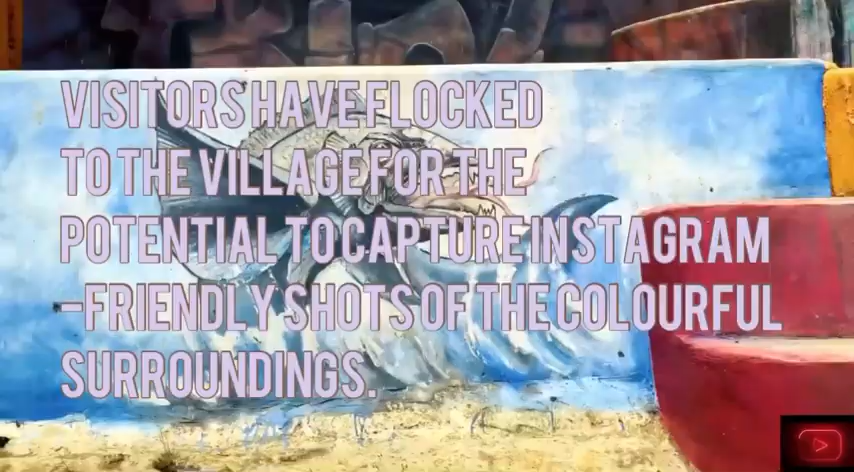 VISITORS HAVE FLOCKED
TO THE VILLAGE FOR THE
POTENTIAL TO CAPTURE INSTAGRAM
-FRIENDLY SHOTS OF THE COLOURFUL
SURROUNDINGS.